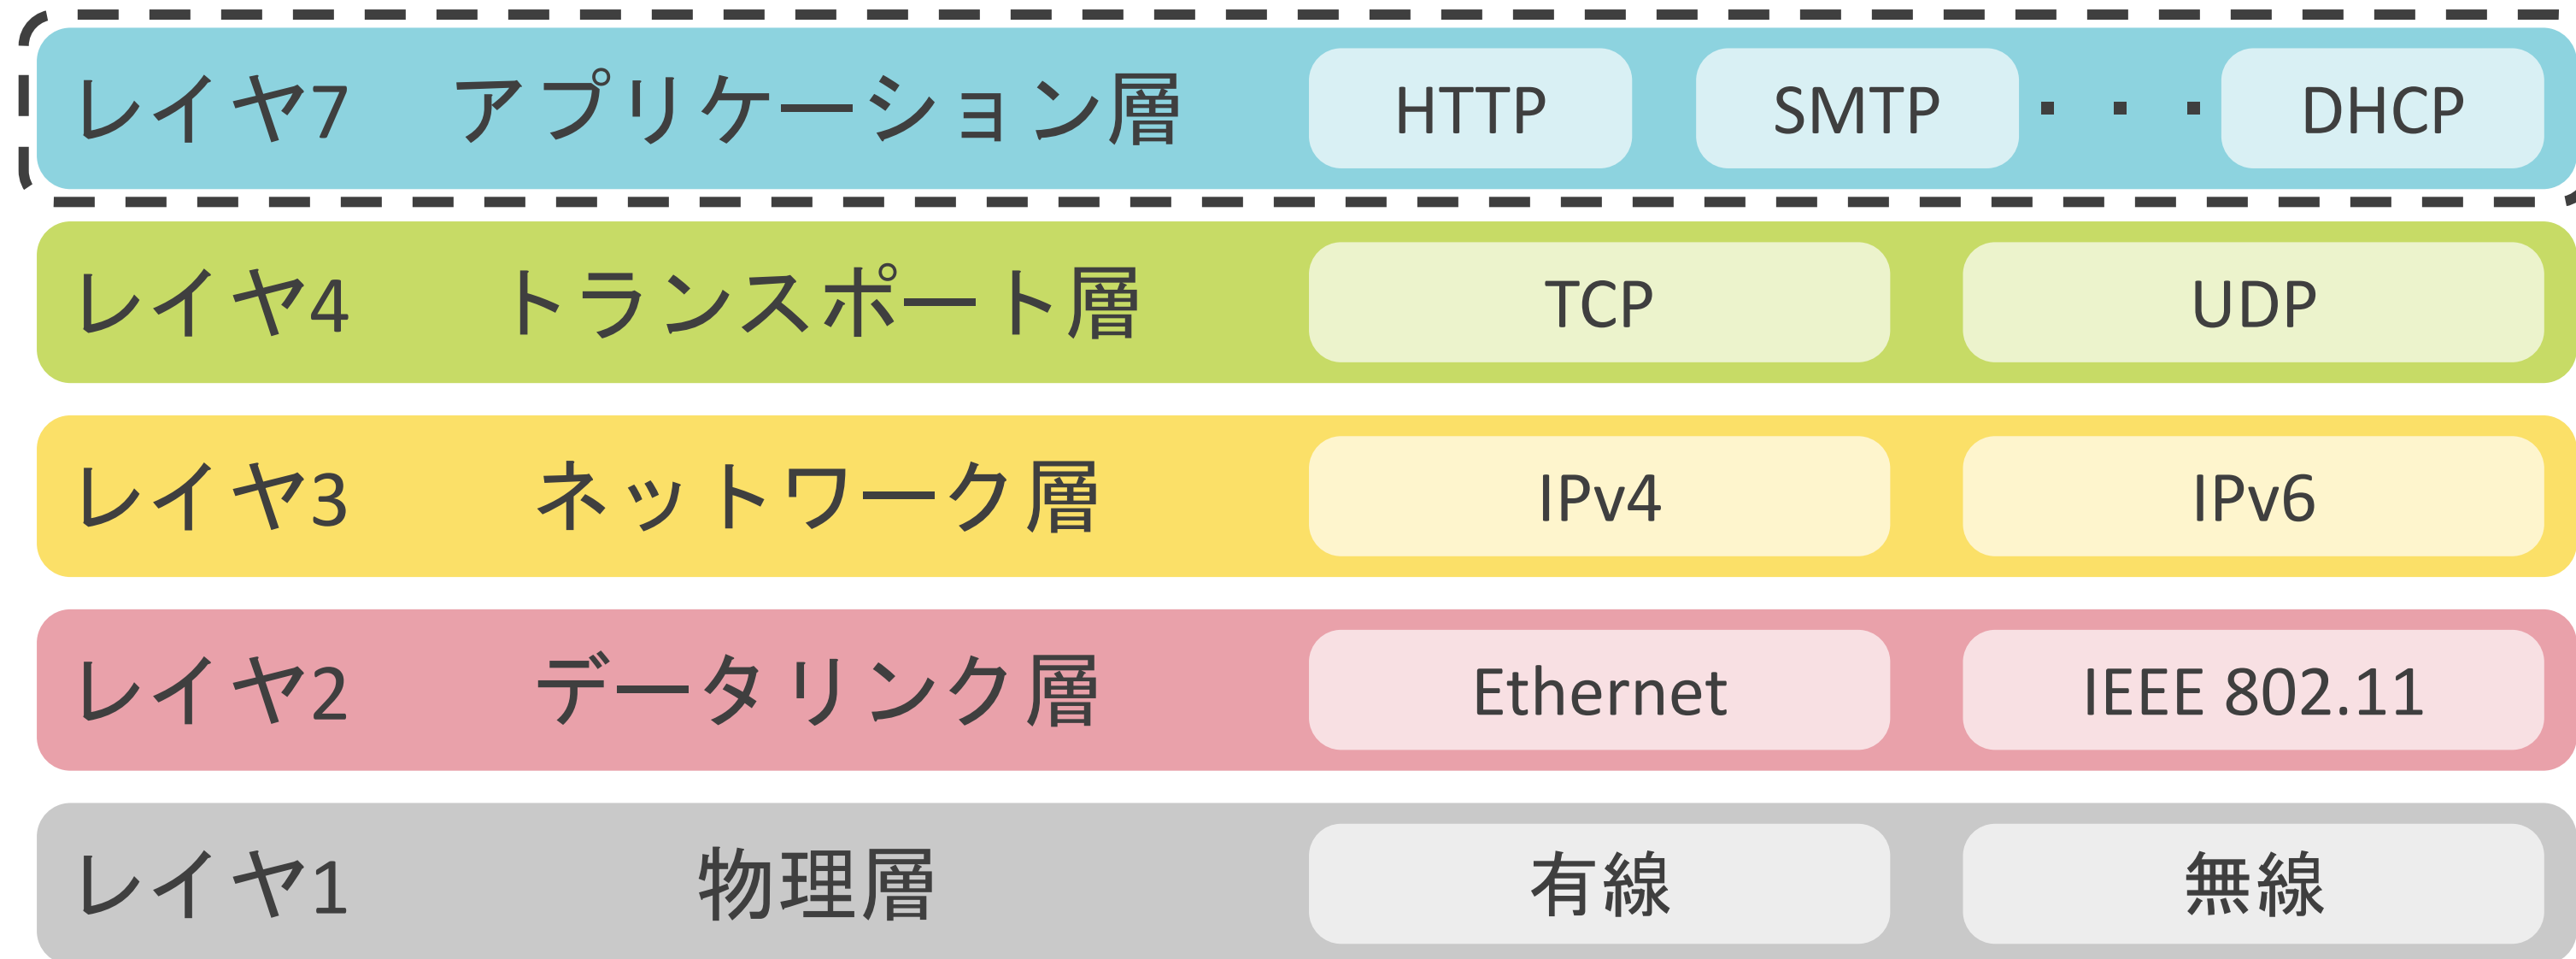 レイヤ7 アプリケーション層 HTTP SMTP ・・・ DHCP
レイヤ4 トランスポート層 TCP UDP
レイヤ3 ネットワーク層 IPv4 IPv6
レイヤ2 データリンク層 Ethernet IEEE 802.11
レイヤ1 物理層 有線 無線